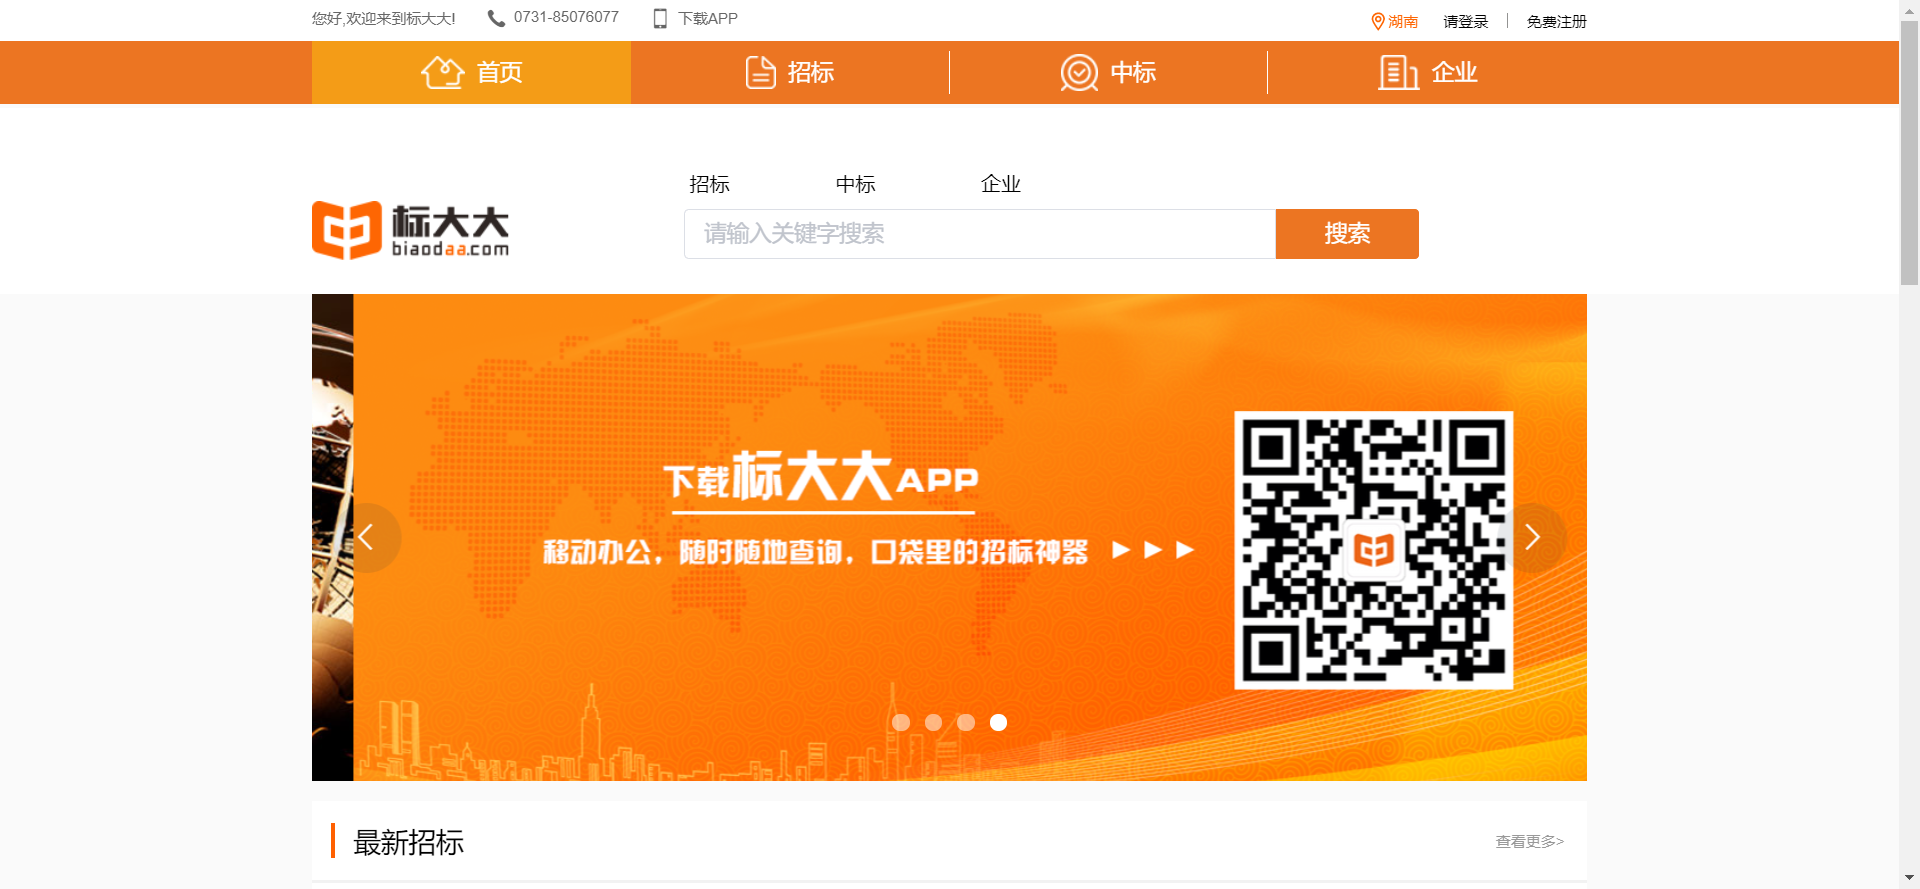 您好,欢迎来到标大大! 0731-85076077 下载APP 湖南 请登录 免费注册
首页 招标 中标 企业
招标 中标 企业
标大大
biaodaa.com
请输入关键字搜索 搜索
下载标大大APP
移动办公，随时随地查询，口袋里的招标神器
最新招标 查看更多>